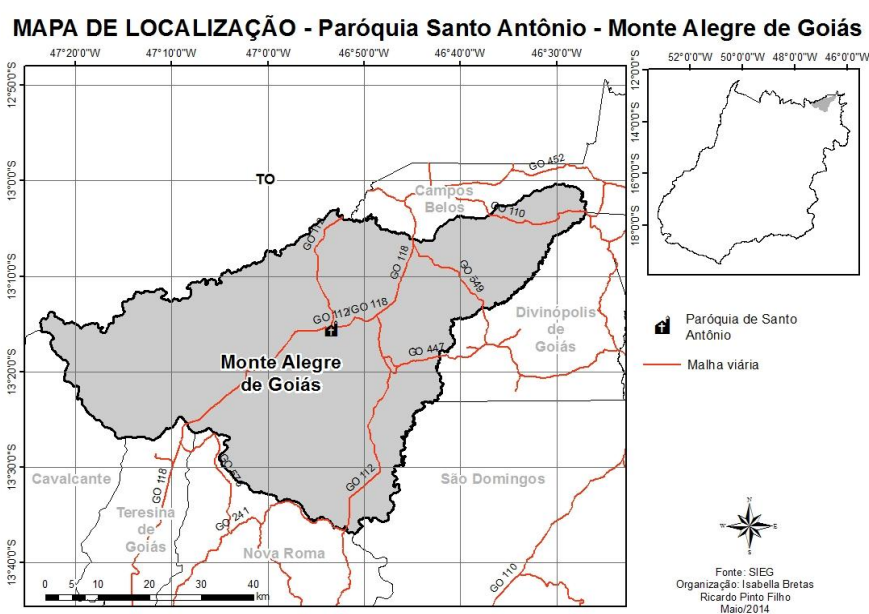 MAPA DE LOCALIZAÇÃO - Paróquia Santo Antônio - Monte Alegre de Goiás
47°20'0"W 47°10'0"W 47°0'0"W 46°50'0"W 46°40'0"W 46°30'0"W
52°0'0"W 50°0'0"W 48°0'0"W 46°0'0"W
12°50'0"S
13°0'0"S
13°10'0"S
13°20'0"S
13°30'0"S
13°40'0"S
12°0'0"S
14°0'0"S
16°0'0"S
18°0'0"S
TO
GO 452
Campos
Belos
GO 110
GO 118
GO 549
GO 112/GO 118
Divinópolis
de
Goiás
GO 447
Monte Alegre
de Goiás
GO 112
Cavalcante
São Domingos
GO 118
Teresina
de
Goiás
GO 241
Nova Roma
GO 110
0 5 10 20 30 40
km
Paróquia de Santo
Antônio
Malha viária
N
W E
S
Fonte: SIEG
Organização: Isabella Bretas
Ricardo Pinto Filho
Maio/2014